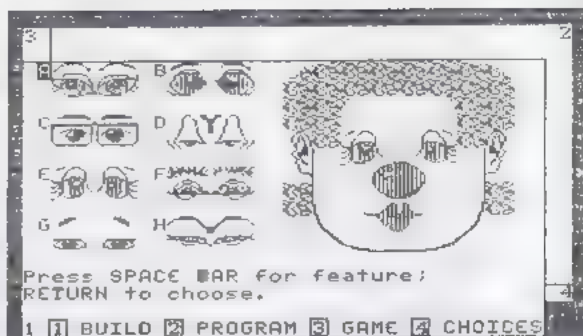 3 2
A B
C D
E F
G H
Press SPACE BAR for feature;
RETURN to choose.
4
1 1 BUILD 2 PROGRAM 3 GAME 4 CHOICES